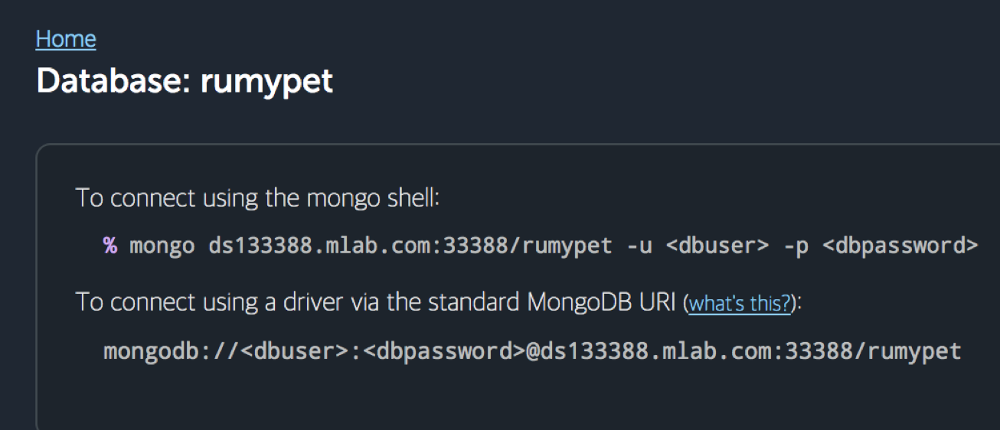 Home
Database: rumypet
To connect using the mongo shell:
% mongo ds133388.mlab.com:33388/rumypet -u <dbuser> -p <dbpassword>
To connect using a driver via the standard MongoDB URI (what's this?):
mongodb://<dbuser>:<dbpassword>@ds133388.mlab.com:33388/rumypet